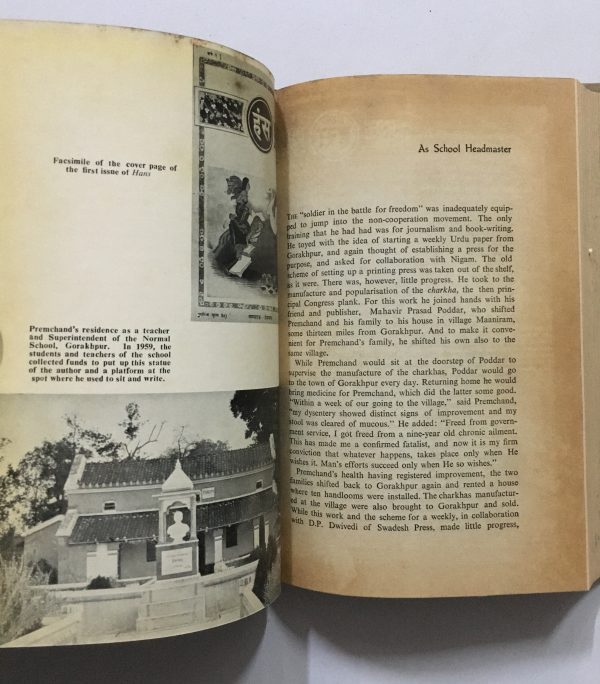 Facsimile of the cover page of
the first issue of Hans
हंस
Premchand's residence as a teacher
and Superintendent of the Normal
School, Gorakhpur. In 1959, the
students and teachers of the school
collected funds to put up this statue
of the author and a platform at the
spot where he used to sit and write.
As School Headmaster
THE "soldier in the battle for freedom" was inadequately equip-
ped to jump into the non-cooperation movement. The only
training that he had had was for journalism and book-writing.
He toyed with the idea of starting a weekly Urdu paper from
Gorakhpur, and again thought of establishing a press for the
purpose, and asked for collaboration with Nigam. The old
scheme of setting up a printing press was taken out of the shelf,
as it were. There was, however, little progress. He took to the
manufacture and popularisation of the charkha, the then prin-
cipal Congress plank. For this work he joined hands with his
friend and publisher, Mahavir Prasad Poddar, who shifted
Premchand and his family to his house in village Maaniram,
some thirteen miles from Gorakhpur. And to make it conve-
nient for Premchand's family, he shifted his own also to the
same village.
While Premchand would sit at the doorstep of Poddar to
supervise the manufacture of the charkhas, Poddar would go
to the town of Gorakhpur every day. Returning home he would
bring medicine for Premchand, which did the latter some good.
"Within a week of our going to the village," said Premchand,
"my dysentery showed distinct signs of improvement and my
stool was cleared of mucous." He added: "Freed from govern-
ment service, I got freed from a nine-year old chronic ailment.
This has made me a confirmed fatalist, and now it is my firm
conviction that whatever happens, takes place only when He
wishes it. Man's efforts succeed only when He so wishes."
Premchand's health having registered improvement, the two
families shifted back to Gorakhpur again and rented a house
where ten handlooms were installed. The charkhas manufactur-
ed at the village were also brought to Gorakhpur and sold.
While this work and the scheme for a weekly, in collaboration
with D.P. Dwivedi of Swadesh Press, made little progress,